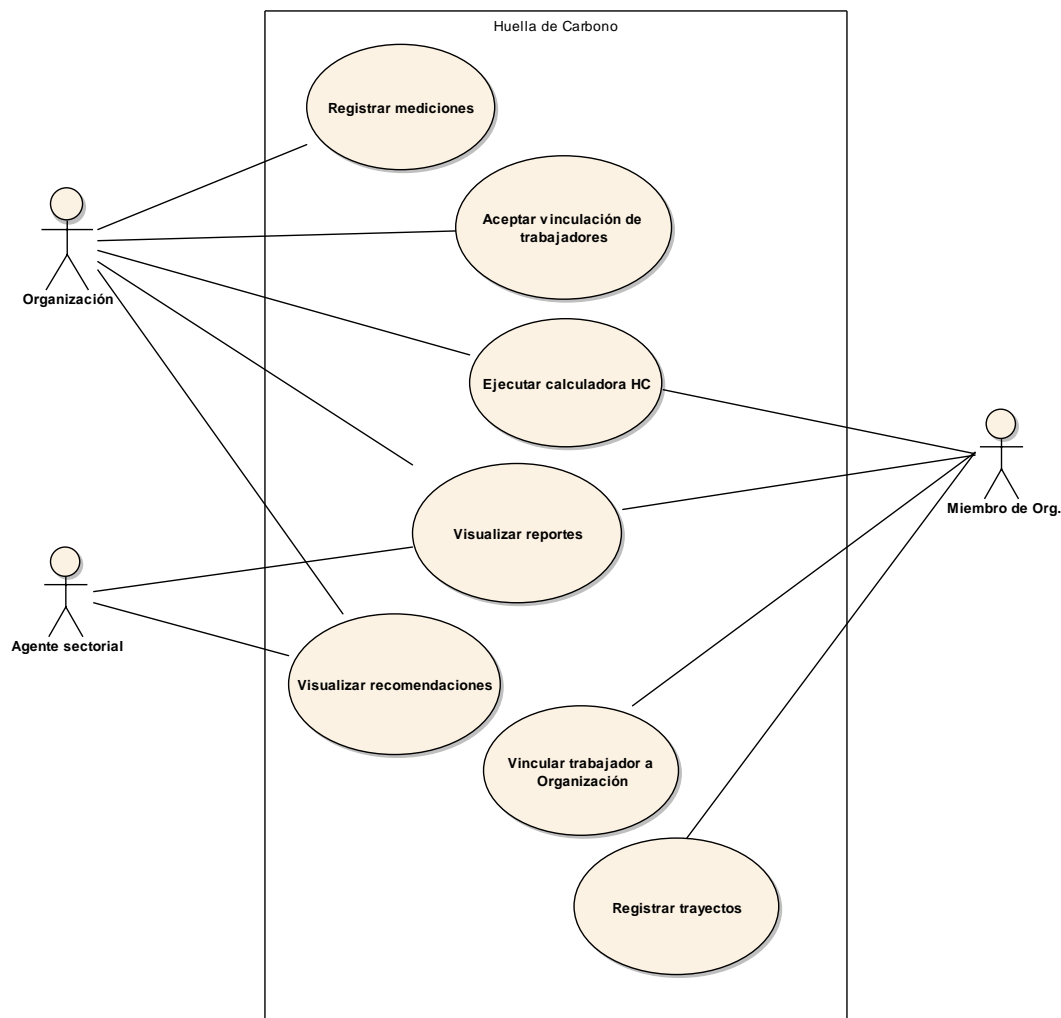 Huella de Carbono
Registrar mediciones
Aceptar vinculación de
trabajadores
Organización
Ejecutar calculadora HC
Miembro de Org.
Visualizar reportes
Agente sectorial
Visualizar recomendaciones
Vincular trabajador a
Organización
Registrar trayectos